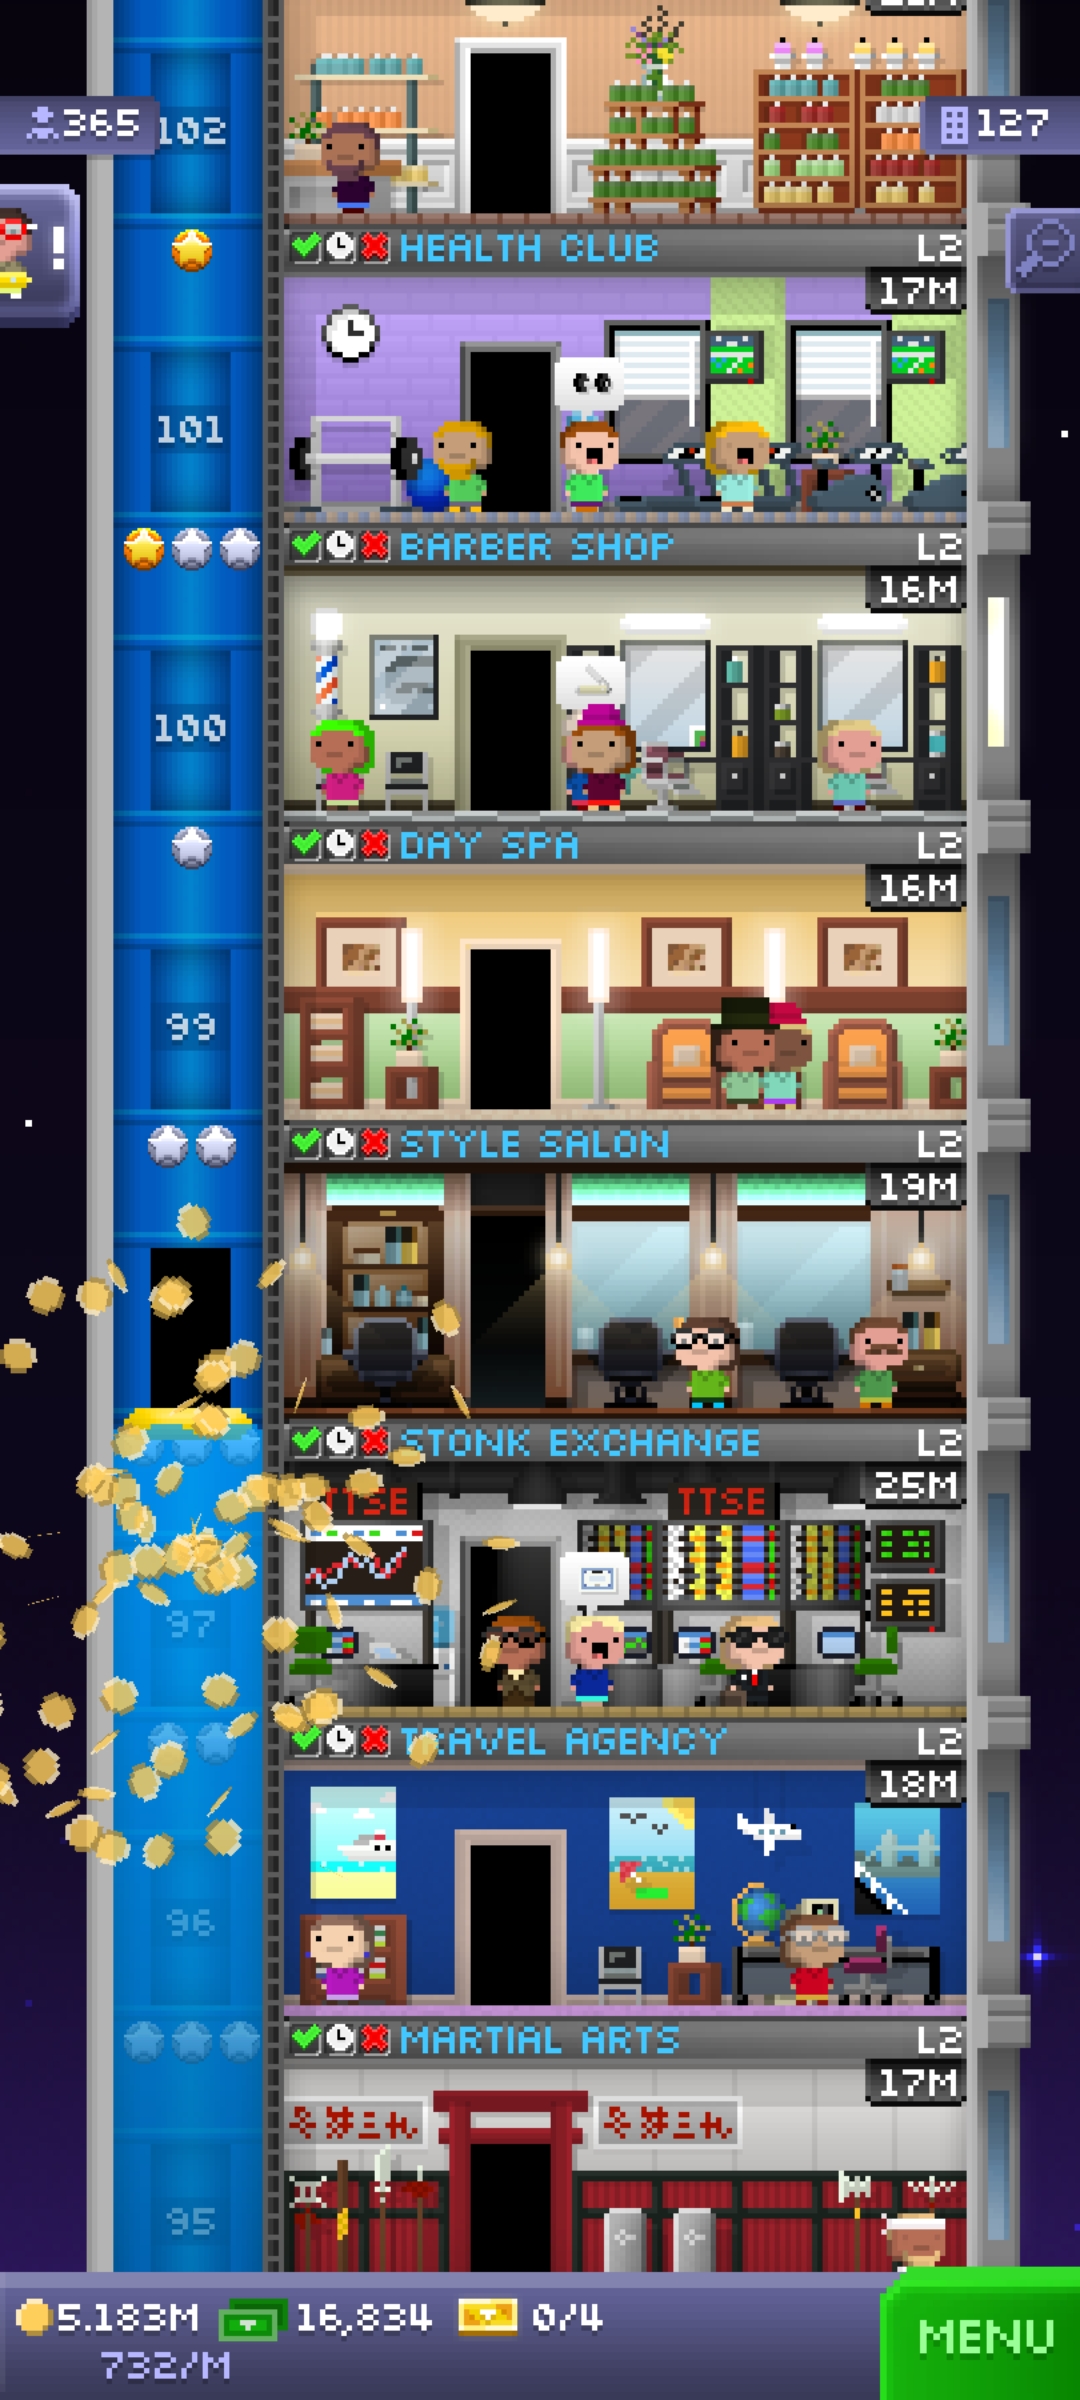 365
102
127
HEALTH CLUB L2
17M
101
BARBER SHOP L2
16M
100
DAY SPA L2
16M
99
STYLE SALON L2
19M
STONK EXCHANGE L2
25M
TTSE
TTSE
97
TRAVEL AGENCY L2
18M
96
MARTIAL ARTS L2
17M
95
5.183M 16,834 0/4
732/M
MENU